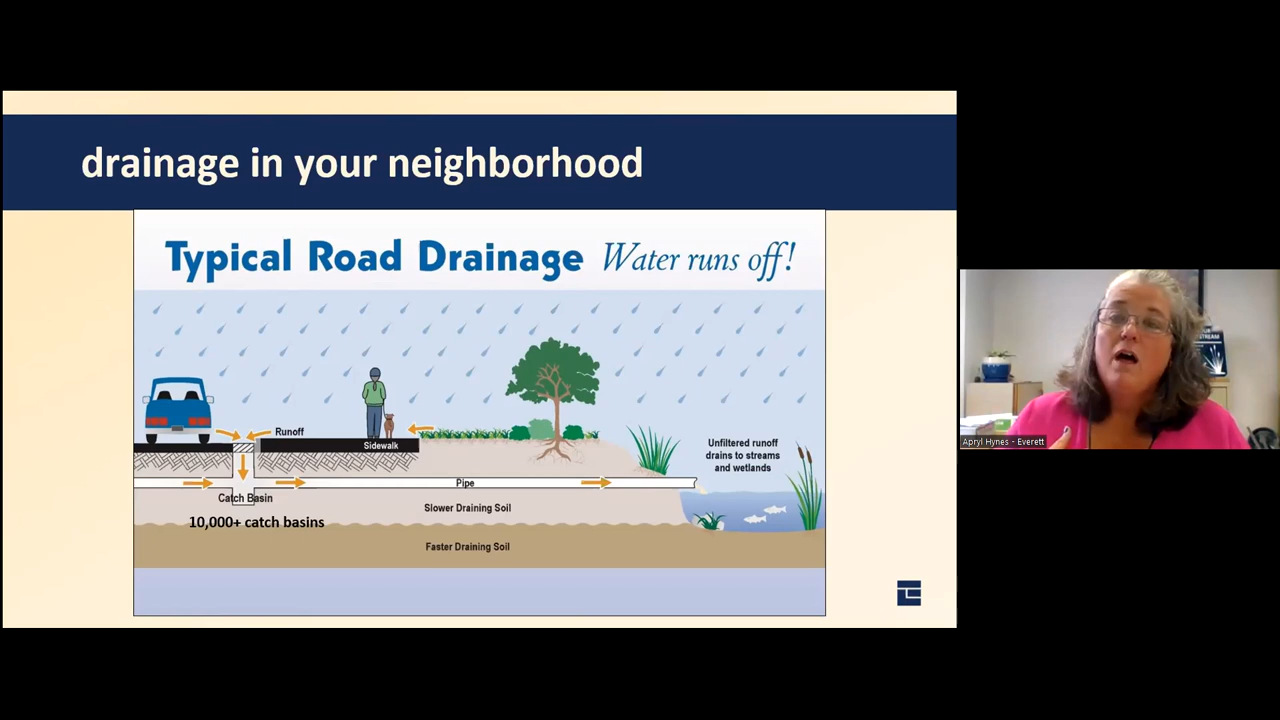 drainage in your neighborhood
Typical Road Drainage Water runs off!
Runoff
Sidewalk
Unfiltered runoff
drains to streams
and wetlands
Pipe
Catch Basin
10,000+ catch basins
Slower Draining Soil
Faster Draining Soil
STREAM
Apryl Hynes - Everett